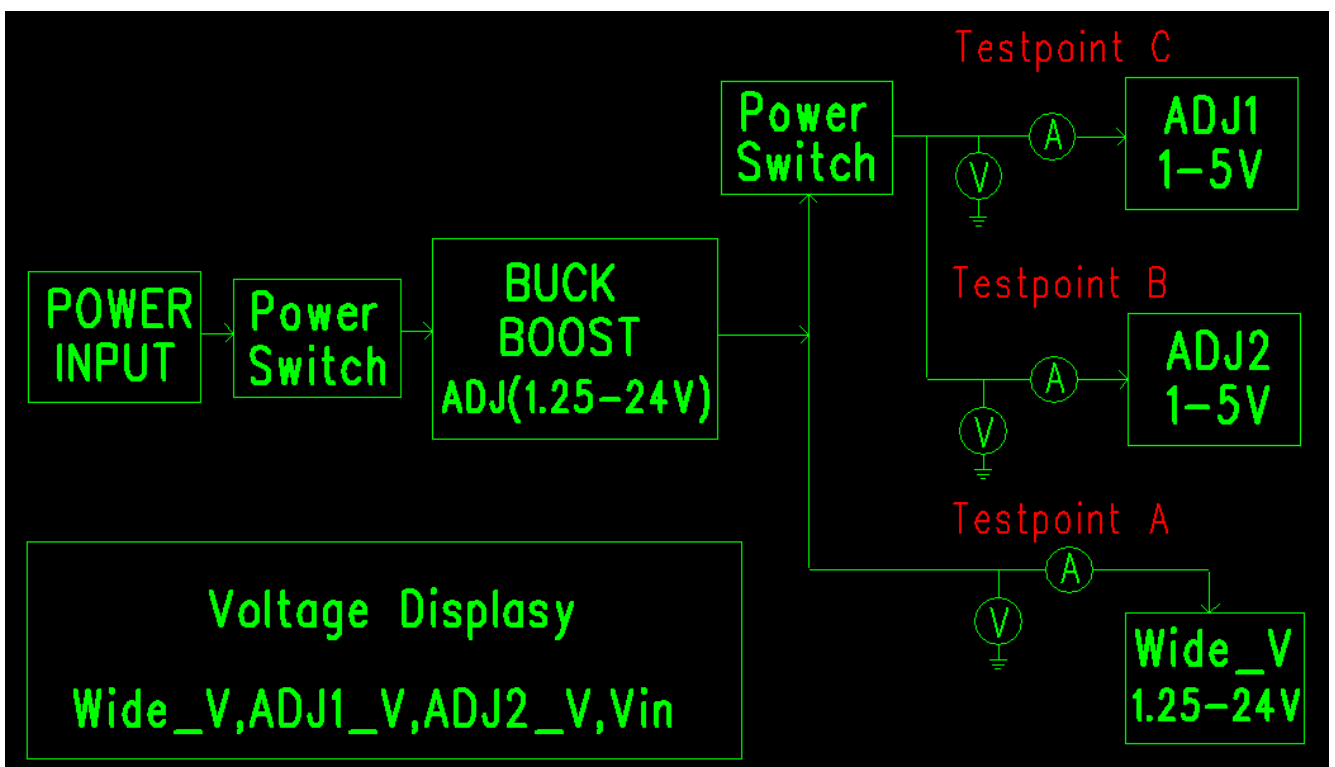 Testpoint C
Power
Switch
A
ADJ1
1-5V
V
Testpoint B
POWER
INPUT
Power
Switch
BUCK
BOOST
ADJ(1.25-24V)
A
ADJ2
1-5V
V
Testpoint A
A
V
Wide_V
1.25-24V
Voltage Displasy
Wide_V,ADJ1_V,ADJ2_V,Vin